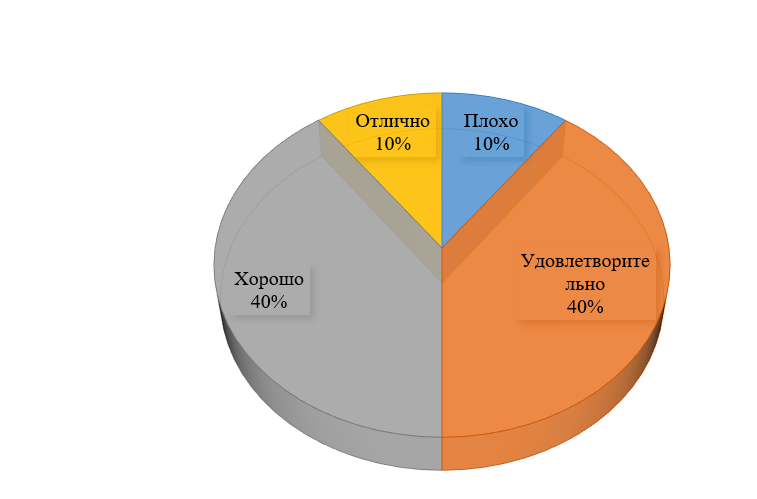 Отлично
10%
Плохо
10%
Удовлетворите
льно
40%
Хорошо
40%